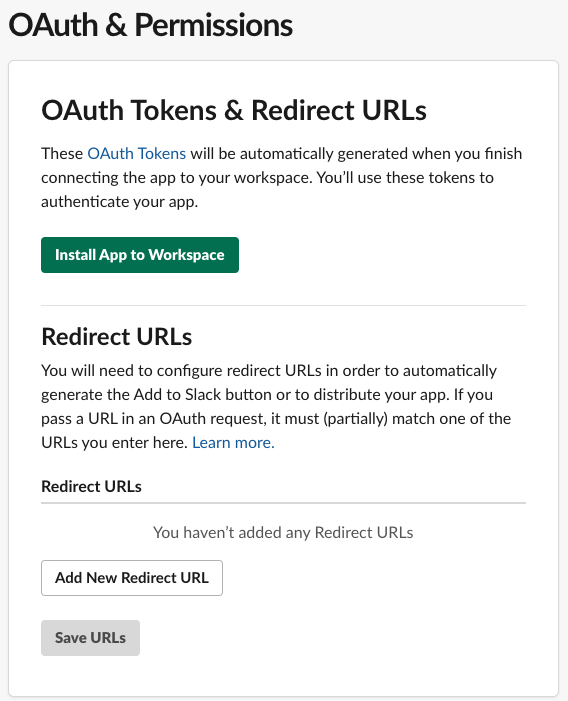 OAuth & Permissions
OAuth Tokens & Redirect URLs
These OAuth Tokens will be automatically generated when you finish
connecting the app to your workspace. You’ll use these tokens to
authenticate your app.
Install App to Workspace
Redirect URLs
You will need to configure redirect URLs in order to automatically
generate the Add to Slack button or to distribute your app. If you
pass a URL in an OAuth request, it must (partially) match one of the
URLs you enter here. Learn more.
Redirect URLs
You haven’t added any Redirect URLs
Add New Redirect URL
Save URLs